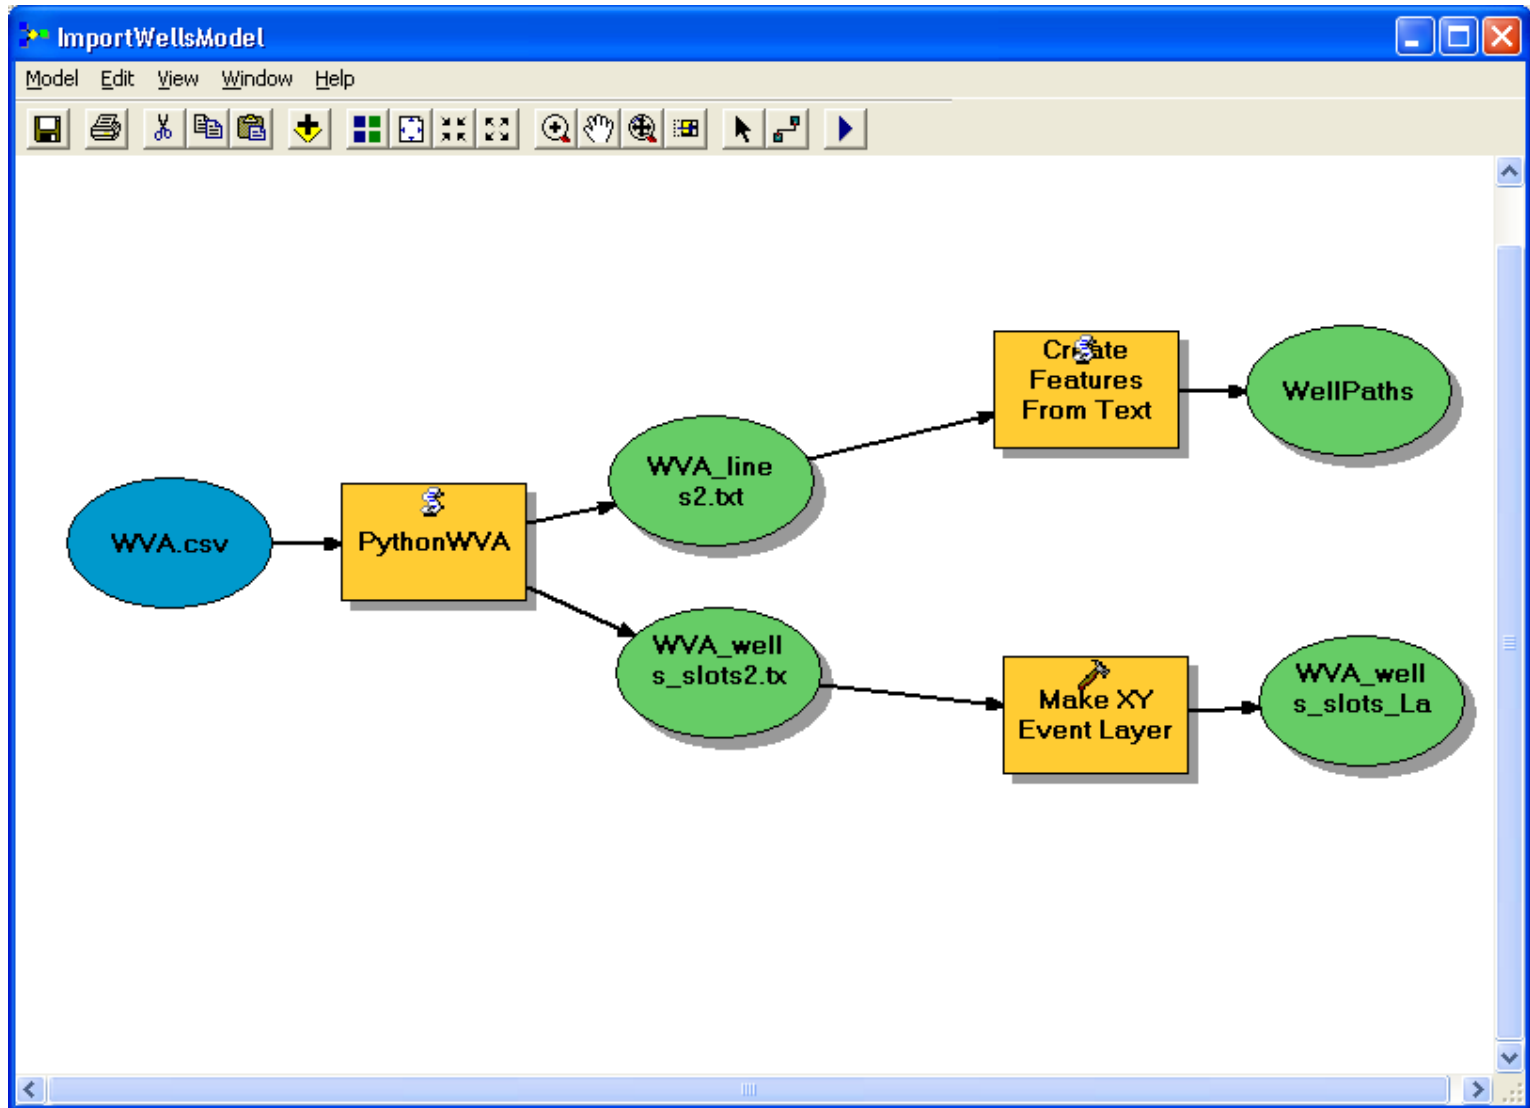 ImportWellsModel
Model Edit View Window Help
Create
Features
From Text
WellPaths
WVA_line
s2.txt
WVA.csv
PythonWVA
WVA_well
s_slots2.tx
Make XY
Event Layer
WVA_well
s_slots_La